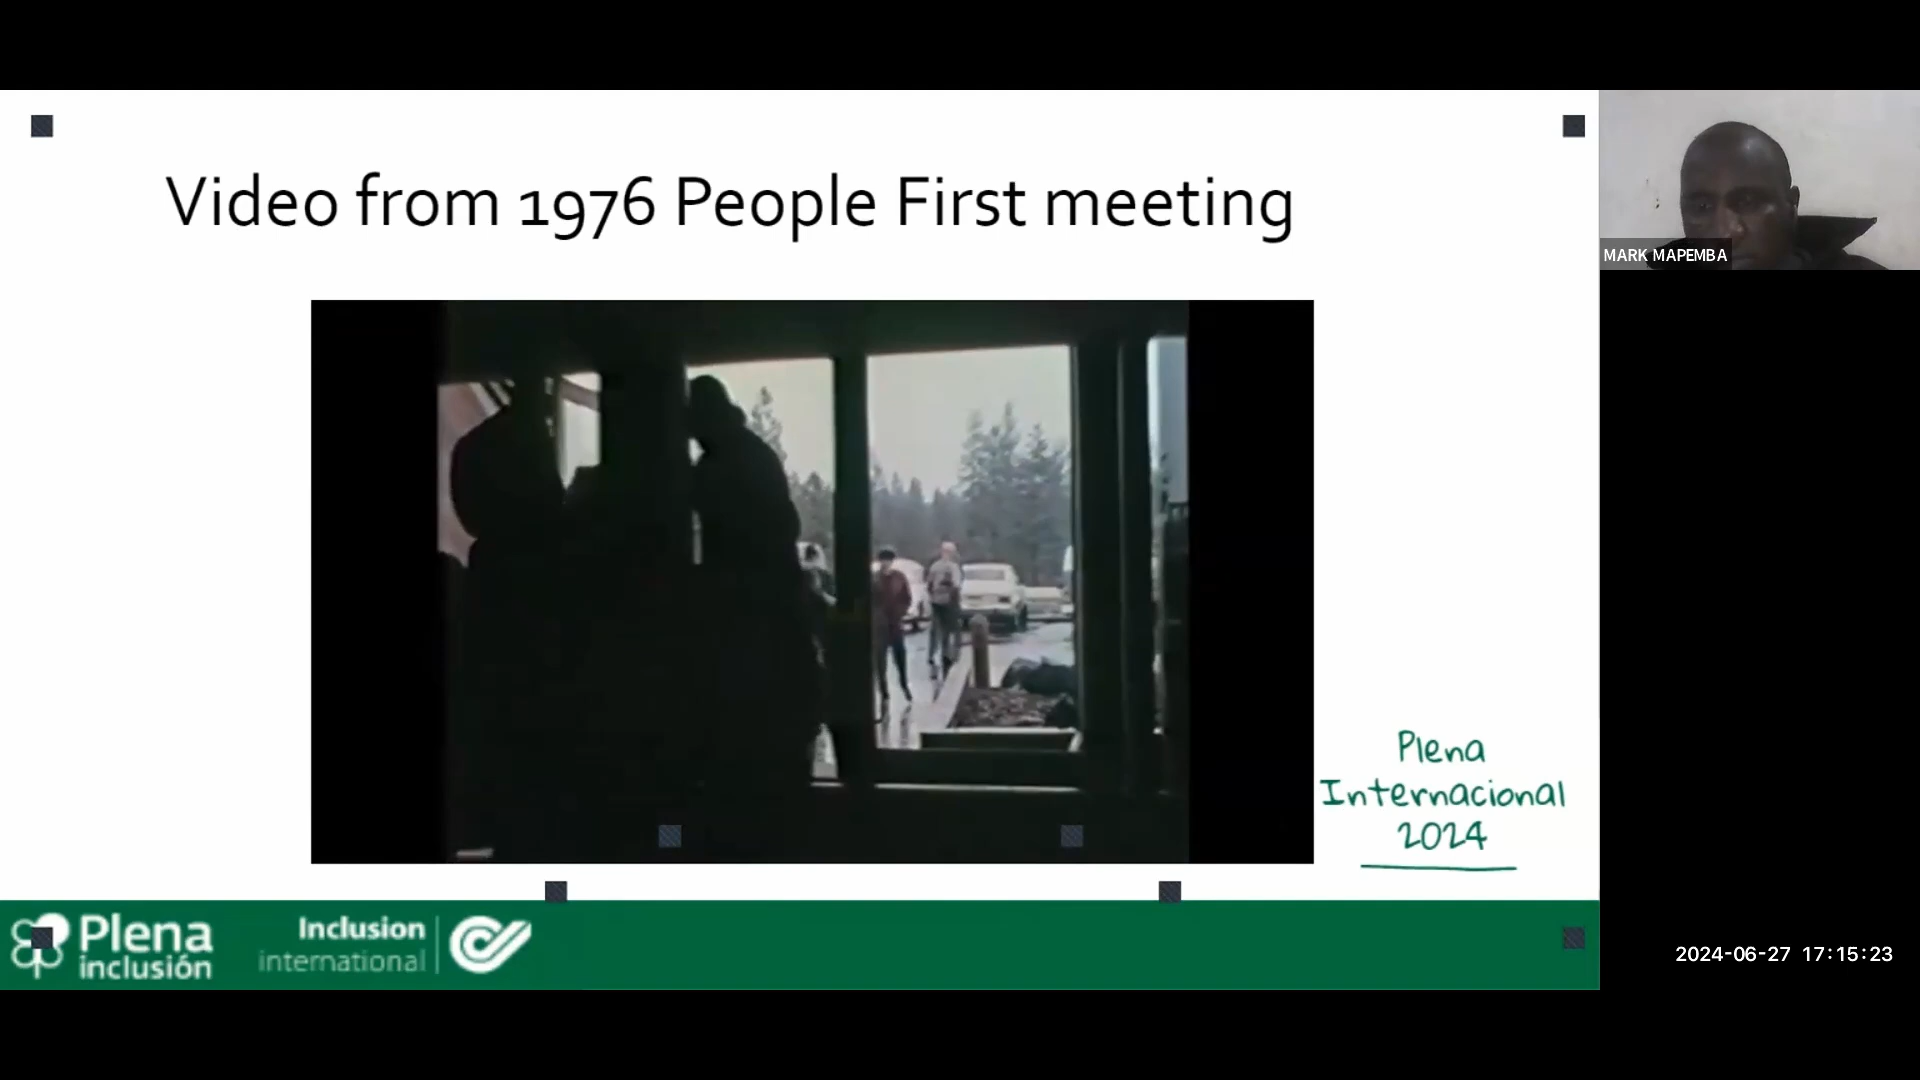 Video from 1976 People First meeting
MARK MAPEMBA
Plena
Internacional
2024
Plena
inclusión
Inclusion
international
2024-06-27 17:15:23